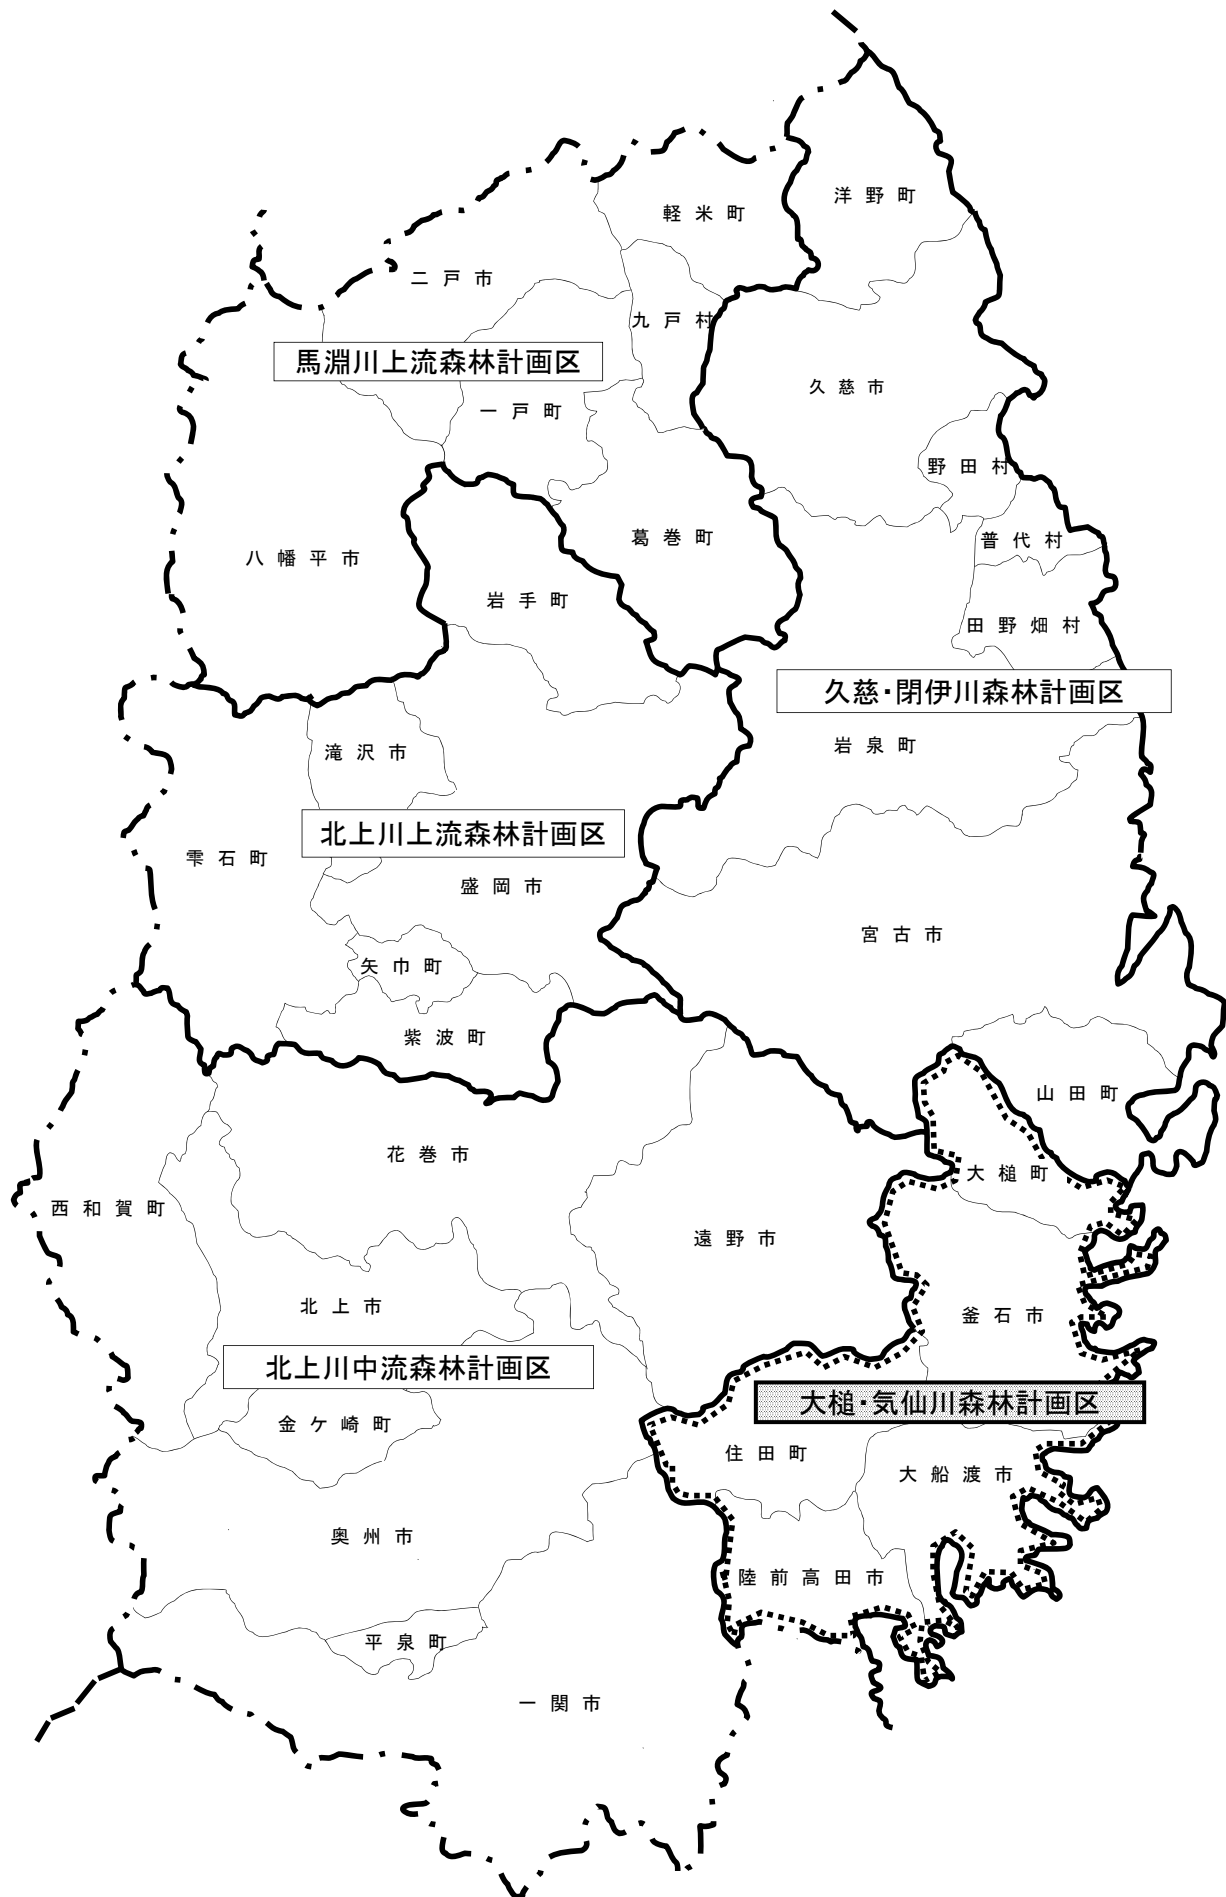 洋野町
軽米町
二戸市
九戸村
馬淵川上流森林計画区
久慈市
一戸町
野田村
葛巻町
普代村
八幡平市
岩手町
田野畑村
久慈・閉伊川森林計画区
岩泉町
滝沢市
北上川上流森林計画区
雫石町
盛岡市
宮古市
矢巾町
紫波町
山田町
花巻市
大槌町
西和賀町
遠野市
北上市
釜石市
北上川中流森林計画区
大槌・気仙川森林計画区
金ケ崎町
住田町
大船渡市
奥州市
陸前高田市
平泉町
一関市